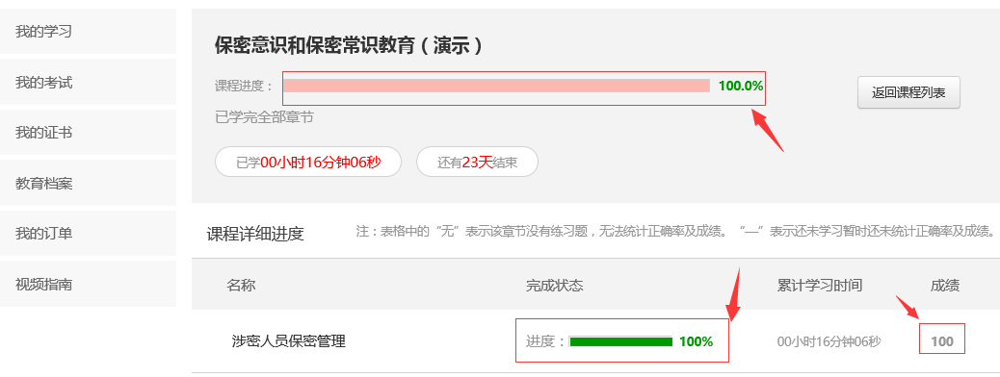 我的学习
我的考试
我的证书
教育档案
我的订单
视频指南
保密意识和保密常识教育（演示）
课程进度： 100.0%
返回课程列表
已学完全部章节
已学00小时16分钟06秒 还有23天结束
课程详细进度 注：表格中的“无”表示该章节没有练习题，无法统计正确率及成绩。“—”表示还未学习暂时还未统计正确率及成绩。
名称 完成状态 累计学习时间 成绩
涉密人员保密管理 进度： 100% 00小时16分钟06秒 100